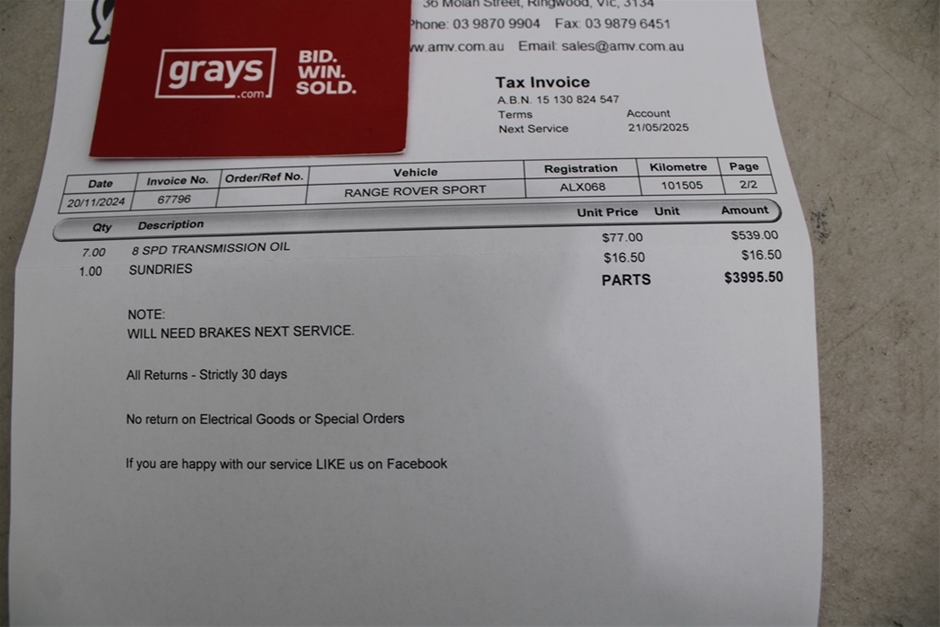 36 Molan Street, Ringwood, Vic, 3134
Phone: 03 9870 9904 Fax: 03 9879 6451
www.amv.com.au Email: sales@amv.com.au
grays
.com
BID.
WIN.
SOLD.
Tax Invoice
A.B.N. 15 130 824 547
Terms Account
Next Service 21/05/2025
Date Invoice No. Order/Ref No. Vehicle Registration Kilometre Page
20/11/2024 67796 RANGE ROVER SPORT ALX068 101505 2/2
Qty Description Unit Price Unit Amount
7.00 8 SPD TRANSMISSION OIL $77.00 $539.00
1.00 SUNDRIES $16.50 $16.50
PARTS $3995.50
NOTE:
WILL NEED BRAKES NEXT SERVICE.
All Returns - Strictly 30 days
No return on Electrical Goods or Special Orders
If you are happy with our service LIKE us on Facebook